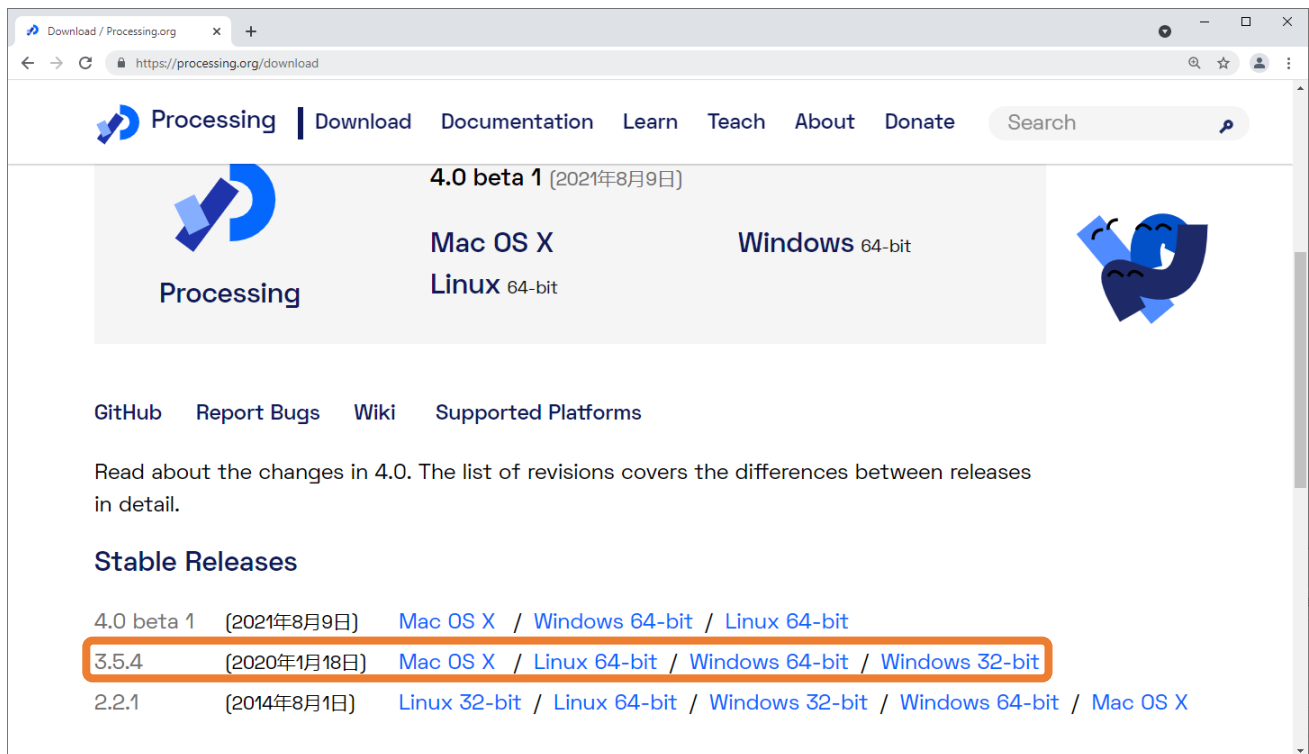 Download / Processing.org
https://processing.org/download
Processing Download Documentation Learn Teach About Donate Search
4.0 beta 1 (2021年8月9日)
Mac OS X Windows 64-bit
Linux 64-bit
Processing
GitHub Report Bugs Wiki Supported Platforms
Read about the changes in 4.0. The list of revisions covers the differences between releases
in detail.
Stable Releases
4.0 beta 1 (2021年8月9日) Mac OS X / Windows 64-bit / Linux 64-bit
3.5.4 (2020年1月18日) Mac OS X / Linux 64-bit / Windows 64-bit / Windows 32-bit
2.2.1 (2014年8月1日) Linux 32-bit / Linux 64-bit / Windows 32-bit / Windows 64-bit / Mac OS X